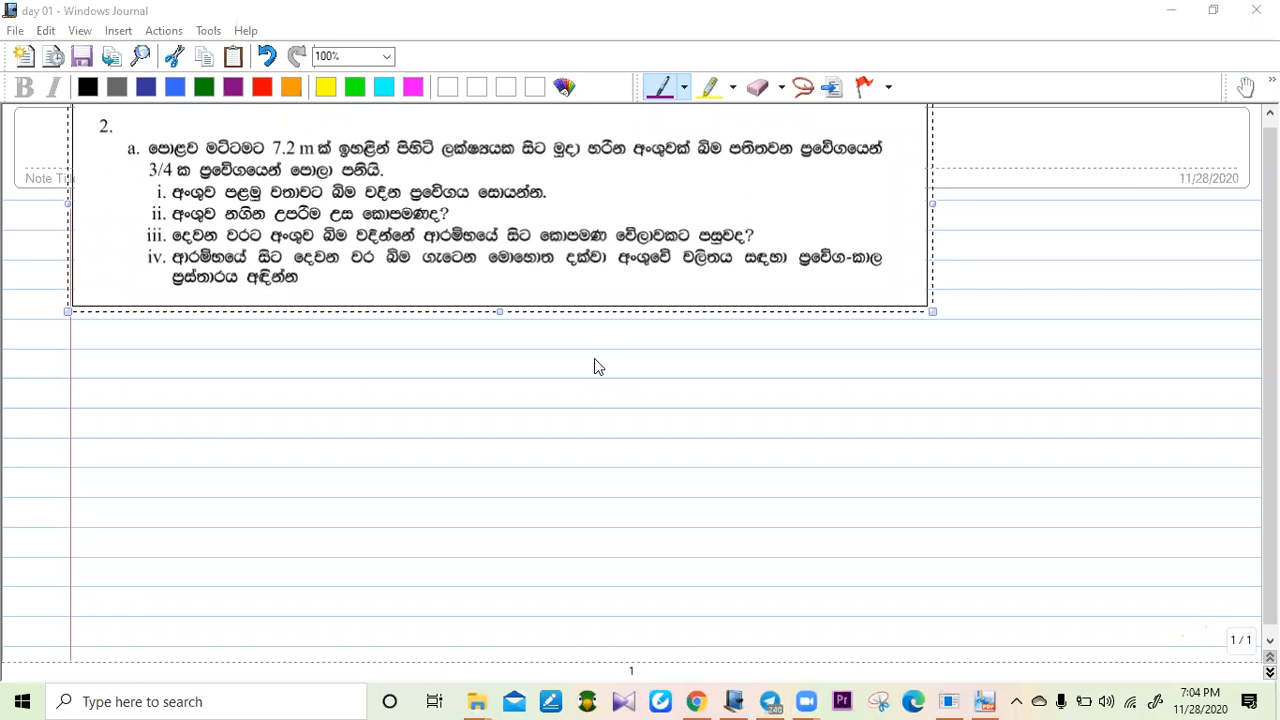 day 01 - Windows Journal
File Edit View Insert Actions Tools Help
100%
B I
2.
a. පොළව මට්ටමට 7.2 m ක් ඉහළින් පිහිටි ලක්ෂ්‍යයක සිට මුදා හරින අංශුවක් බිම පතිතවන ප්‍රවේගයෙන්
3/4 ක ප්‍රවේගයෙන් පොලා පනියි.
Note Tit
11/28/2020
i. අංශුව පළමු වතාවට බිම වදින ප්‍රවේගය සොයන්න.
ii. අංශුව නගින උපරිම උස කොපමණද?
iii. දෙවන වරට අංශුව බිම වදින්නේ ආරම්භයේ සිට කොපමණ වේලාවකට පසුවද?
iv. ආරම්භයේ සිට දෙවන වර බිම ගැටෙන මොහොත දක්වා අංශුවේ චලිතය සඳහා ප්‍රවේග-කාල
ප්‍රස්තාරය අඳින්න
1 / 1
1
Type here to search
240
Pr
7:04 PM
11/28/2020